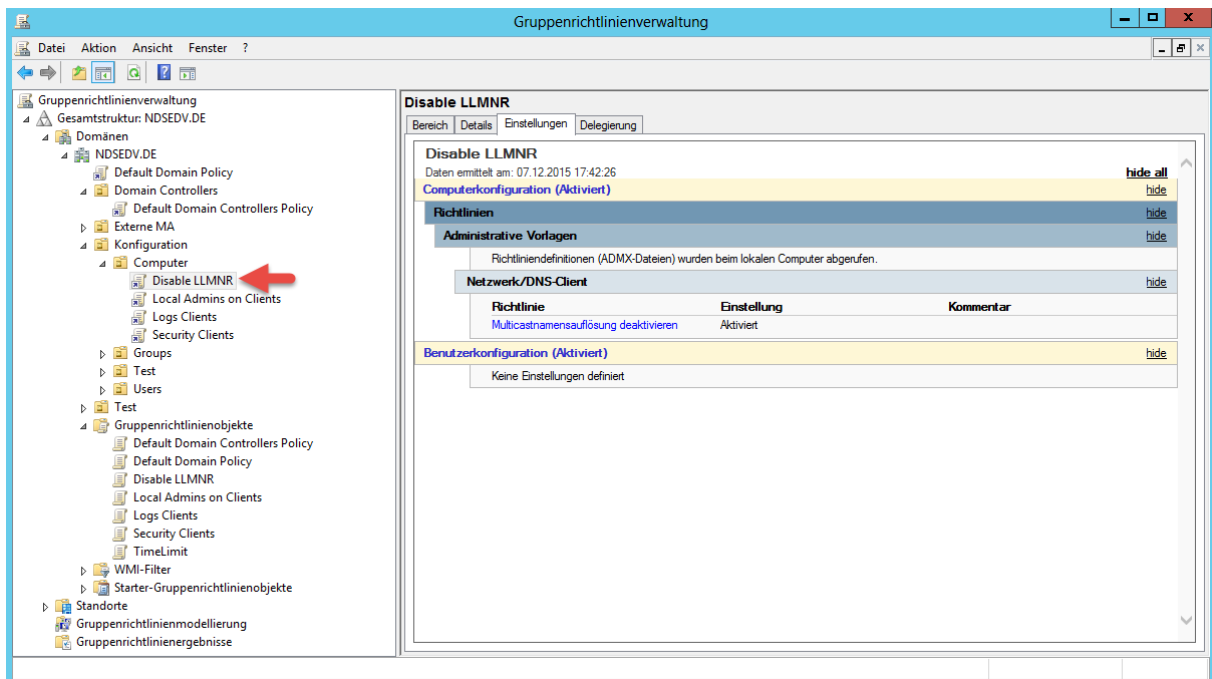 Gruppenrichtlinienverwaltung
Datei Aktion Ansicht Fenster ?
Gruppenrichtlinienverwaltung
Gesamtstruktur: NDSEDV.DE
Domänen
NDSEDV.DE
Default Domain Policy
Domain Controllers
Default Domain Controllers Policy
Externe MA
Konfiguration
Computer
Disable LLMNR
Local Admins on Clients
Logs Clients
Security Clients
Groups
Test
Users
Test
Gruppenrichtlinienobjekte
Default Domain Controllers Policy
Default Domain Policy
Disable LLMNR
Local Admins on Clients
Logs Clients
Security Clients
TimeLimit
WMI-Filter
Starter-Gruppenrichtlinienobjekte
Standorte
Gruppenrichtlinienmodellierung
Gruppenrichtlinienergebnisse
Disable LLMNR
Bereich Details Einstellungen Delegierung
Disable LLMNR
Daten ermittelt am: 07.12.2015 17:42:26 hide all
Computerkonfiguration (Aktiviert) hide
Richtlinien hide
Administrative Vorlagen hide
Richtliniendefinitionen (ADMX-Dateien) wurden beim lokalen Computer abgerufen.
Netzwerk/DNS-Client hide
Richtlinie Einstellung Kommentar
Multicastnamensauflösung deaktivieren Aktiviert
Benutzerkonfiguration (Aktiviert) hide
Keine Einstellungen definiert